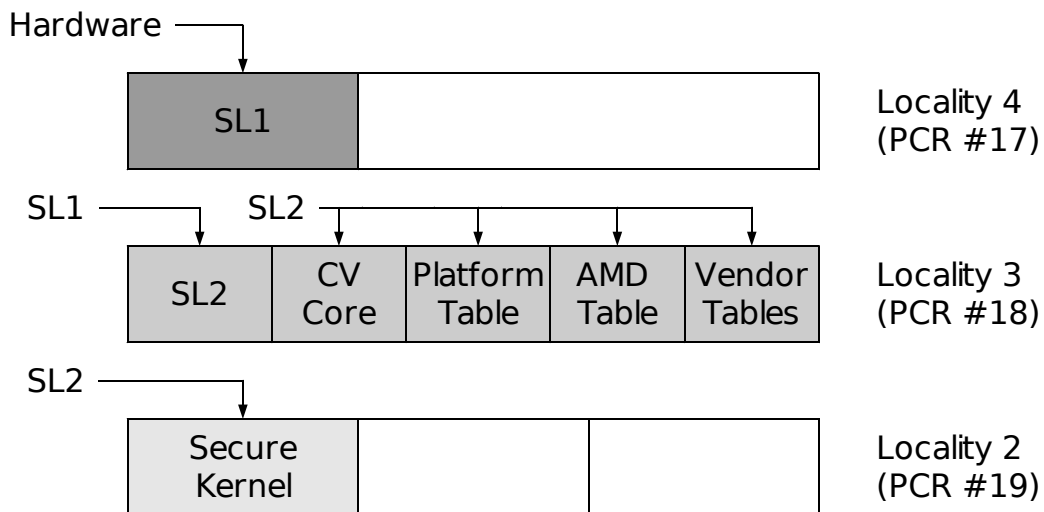 Hardware
SL1
Locality 4
(PCR #17)
SL1
SL2
SL2
CV
Core
Platform
Table
AMD
Table
Vendor
Tables
Locality 3
(PCR #18)
SL2
Secure
Kernel
Locality 2
(PCR #19)